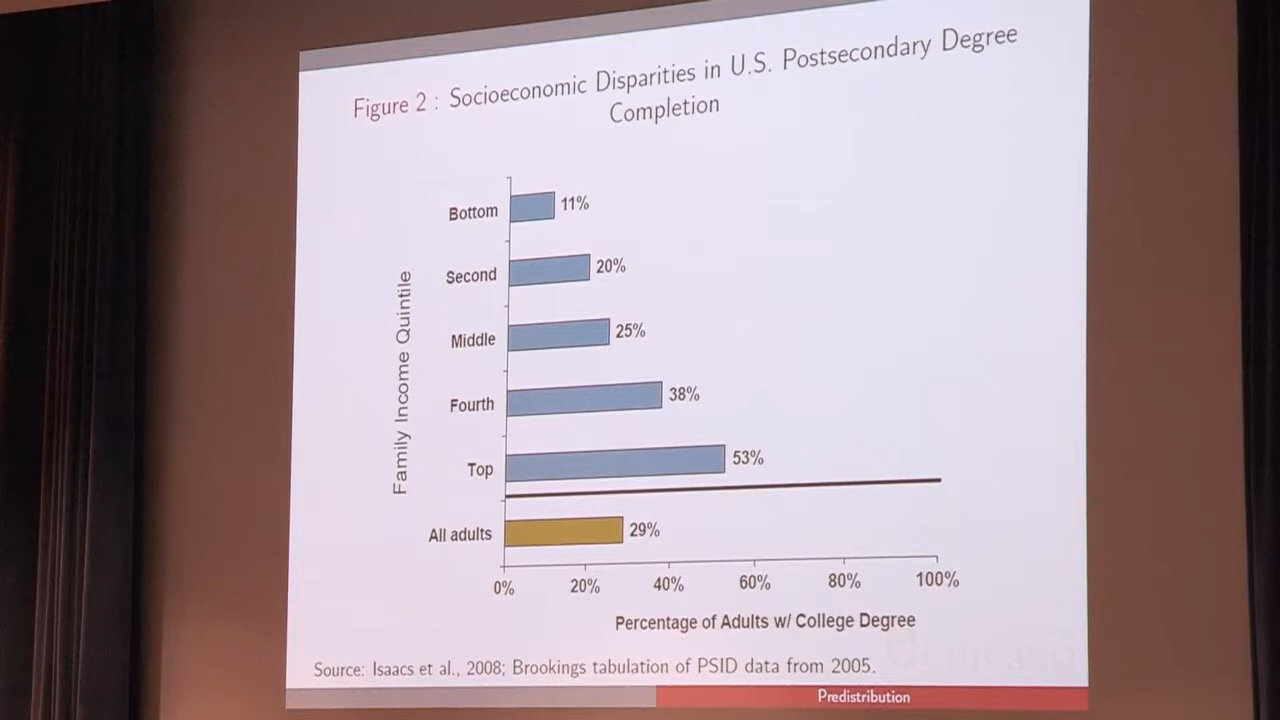 Figure 2 : Socioeconomic Disparities in U.S. Postsecondary Degree
Completion
Family Income Quintile
Bottom 11%
Second 20%
Middle 25%
Fourth 38%
Top 53%
All adults 29%
0% 20% 40% 60% 80% 100%
Percentage of Adults w/ College Degree
Source: Isaacs et al., 2008; Brookings tabulation of PSID data from 2005.
Predistribution